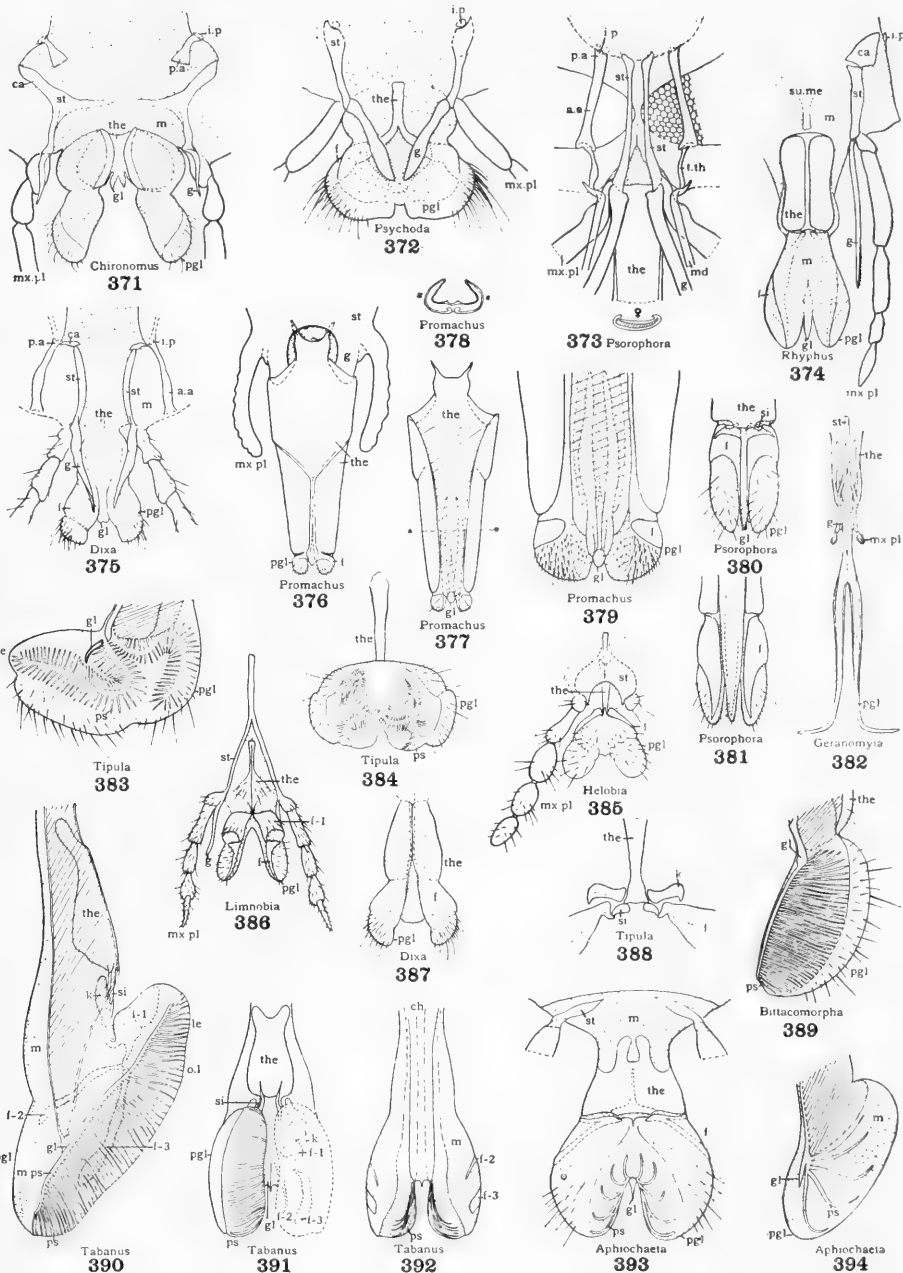 i.p
p.a
ca
st
the
m
gl
g
mx.pl
pgl
Chironomus
371
i.p
st
the
f
g
mx.pl
pgl
Psychoda
372
i.p
p.a
st
a.a
st
t.th
mx.pl
the
md
g
♀
373 Psorophora
i.p
ca
su.me
st
m
the
g
m
f
gl
pgl
Rhyphus
374
mx pl
p.a
ca
i.p
st
st
m
a.a
the
g
f
pgl
gl
Dixa
375
st
g
mx pl
the
pgl
f
Promachus
376
Promachus
378
the
gl
Promachus
377
f
pgl
gl
Promachus
379
the
si
f
gl
pgl
Psorophora
380
f
Psorophora
381
st
the
g
mx pl
pgl
Geranomyia
382
gl
le
pgl
ps
Tipula
383
the
pgl
Tipula
ps
384
st
the
f
pgl
Helobia
385
mx pl
st
the
f-1
g
f
pgl
Limnobia
386
mx pl
the
f
pgl
Dixa
387
the
k
si
f
Tipula
388
the
g
ps
pgl
Bittacomorpha
389
the
k
si
f-1
le
o.l
m
f-2
pgl
gl
f-3
m ps
ps
Tabanus
390
the
si
k
pgl
f-1
f-2
gl
f-3
ps
Tabanus
391
ch
m
f-2
f-3
ps
Tabanus
392
m
st
the
f
gl
ps
pgl
Aphiochaeta
393
m
gl
ps
pgl
Aphiochaeta
394